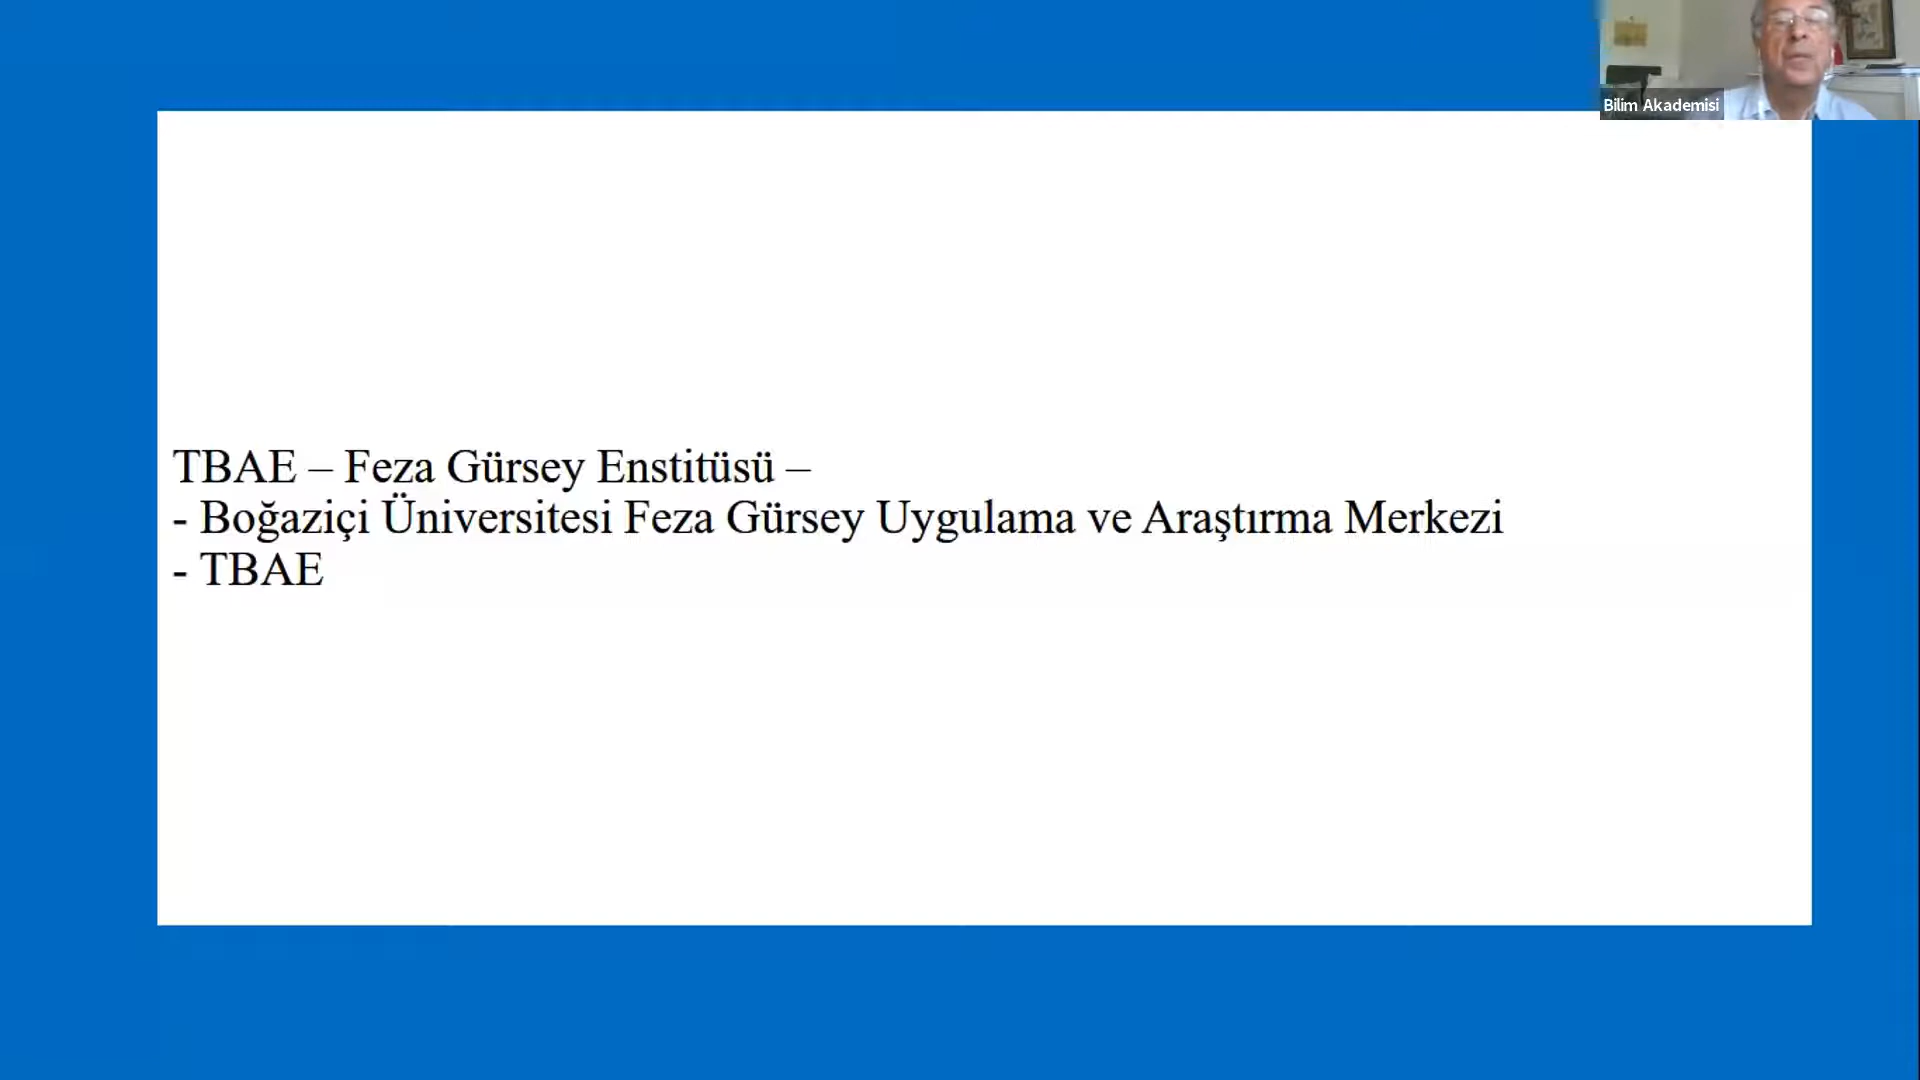 Bilim Akademisi
TBAE – Feza Gürsey Enstitüsü –
- Boğaziçi Üniversitesi Feza Gürsey Uygulama ve Araştırma Merkezi
- TBAE